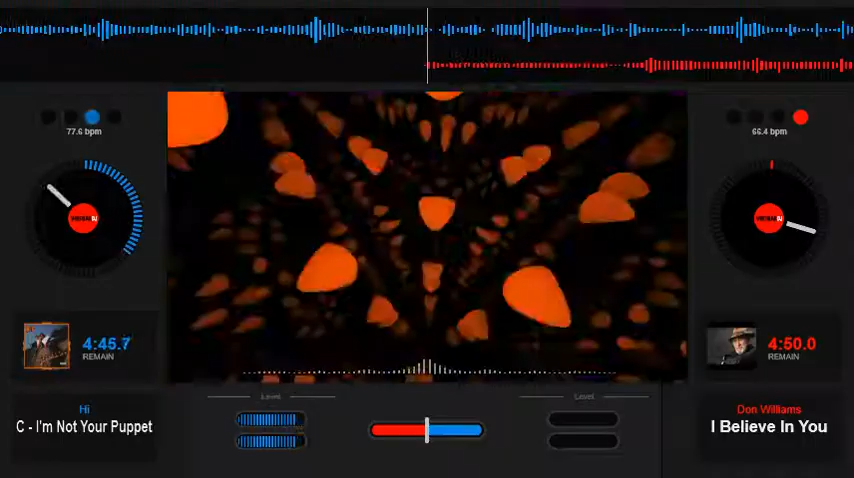 77.6 bpm
66.4 bpm
4:45.7
REMAIN
4:50.0
REMAIN
Level
Level
Hi
C - I'm Not Your Puppet
Don Williams
I Believe In You